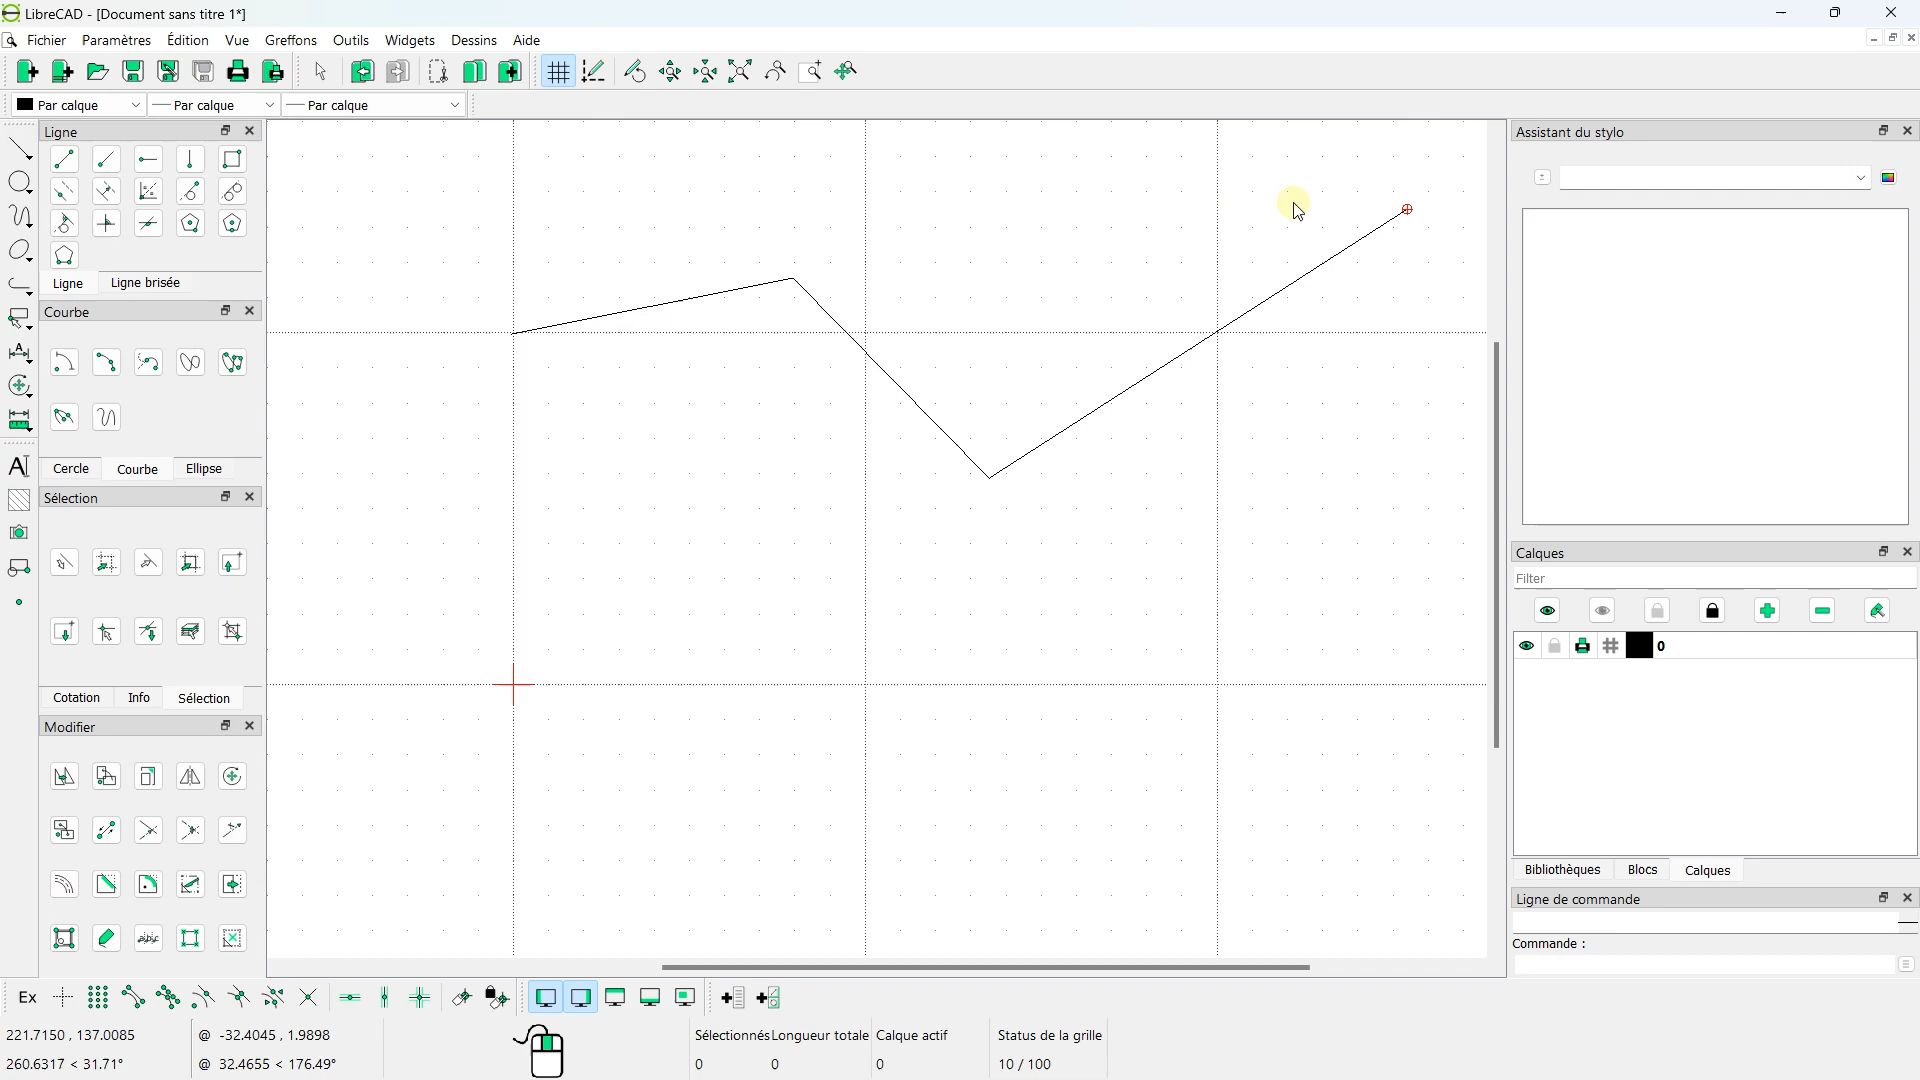 LibreCAD - [Document sans titre 1*]
Fichier Paramètres Édition Vue Greffons Outils Widgets Dessins Aide
Par calque Par calque Par calque
Ligne
Ligne Ligne brisée
Courbe
Cercle Courbe Ellipse
Sélection
Cotation Info Sélection
Modifier
Assistant du stylo
Calques
Filter
0
Bibliothèques Blocs Calques
Ligne de commande
Commande :
Ex
221.7150 , 137.0085 @ -32.4045 , 1.9898 Sélectionnés Longueur totale Calque actif Status de la grille
260.6317 < 31.71° @ 32.4655 < 176.49° 0 0 0 10 / 100